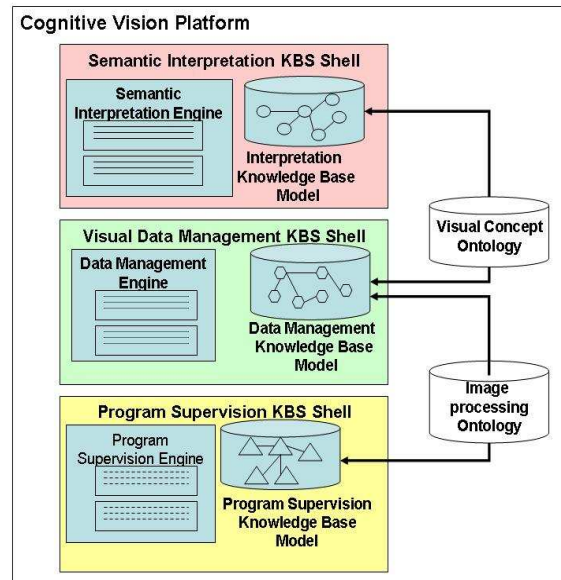 Cognitive Vision Platform
Semantic Interpretation KBS Shell
Semantic
Interpretation Engine
Interpretation
Knowledge Base
Model
Visual Concept
Ontology
Visual Data Management KBS Shell
Data Management
Engine
Data Management
Knowledge Base
Model
Image
processing
Ontology
Program Supervision KBS Shell
Program
Supervision Engine
Program Supervision
Knowledge Base
Model